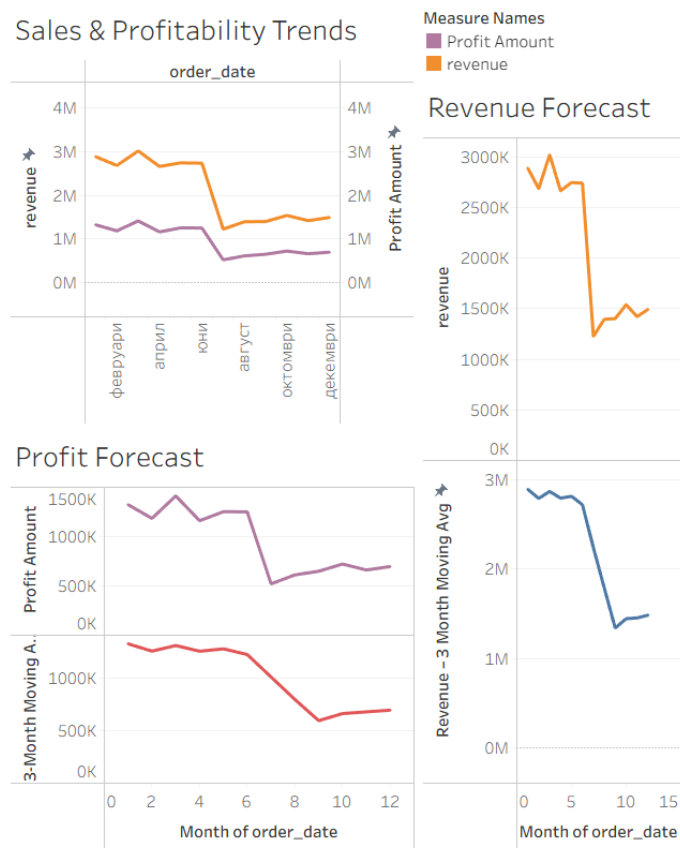 Sales & Profitability Trends
Measure Names
Profit Amount
revenue
order_date
4M
3M
2M
1M
0M
revenue
4M
3M
2M
1M
0M
Profit Amount
февруари
април
юни
август
октомври
декември
Revenue Forecast
3000K
2500K
2000K
1500K
1000K
500K
0K
revenue
3M
2M
1M
0M
Revenue – 3 Month Moving Avg
0 5 10 15
Month of order_date
Profit Forecast
1500K
1000K
500K
0K
Profit Amount
1000K
500K
0K
3-Month Moving A..
0 2 4 6 8 10 12
Month of order_date